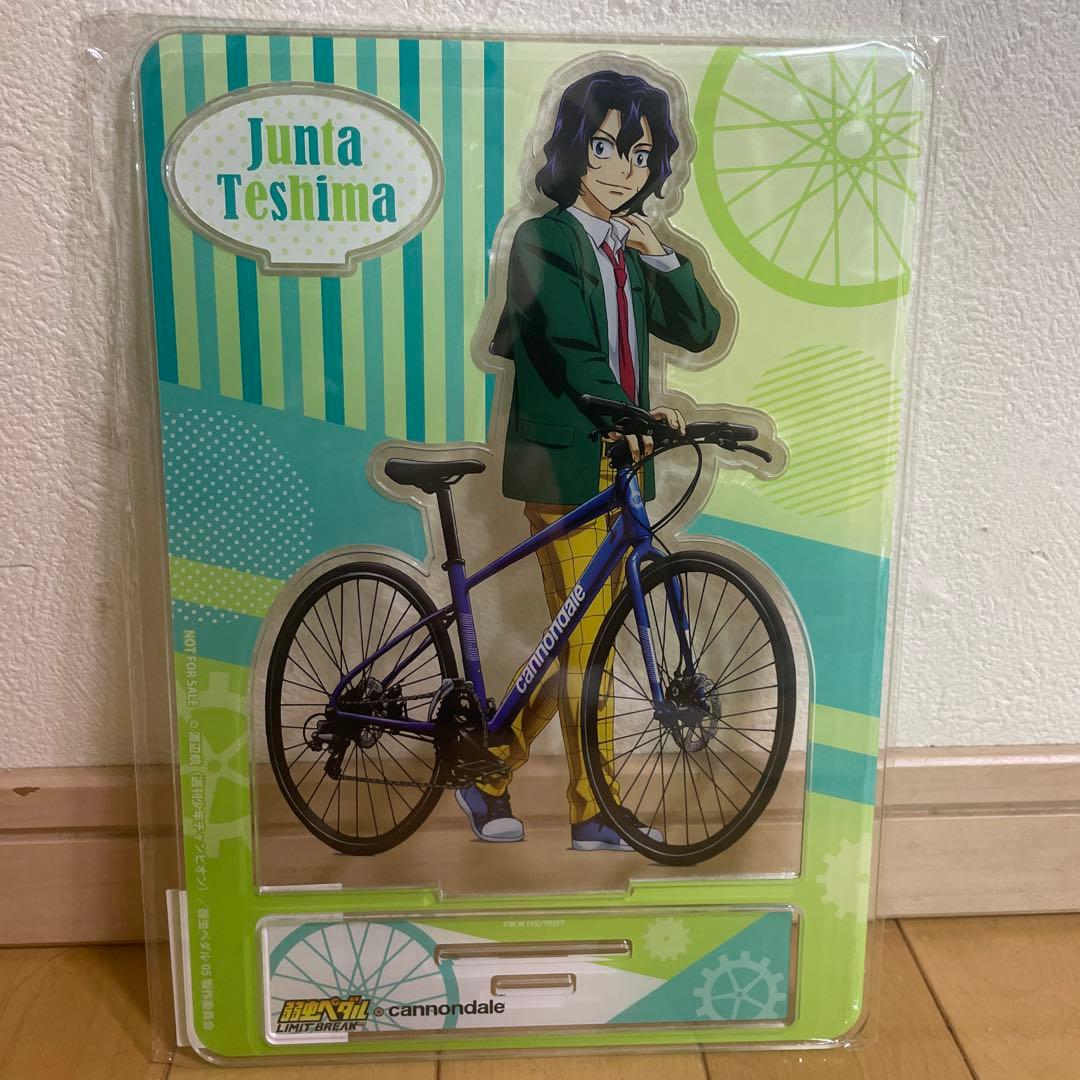 Junta
Teshima
cannondale
NOT FOR SALE © 渡辺航(週刊少年チャンピオン)/弱虫ペダル05製作委員会
©W,W (AS)/YP5FP
弱虫ペダル
LIMIT BREAK
cannondale